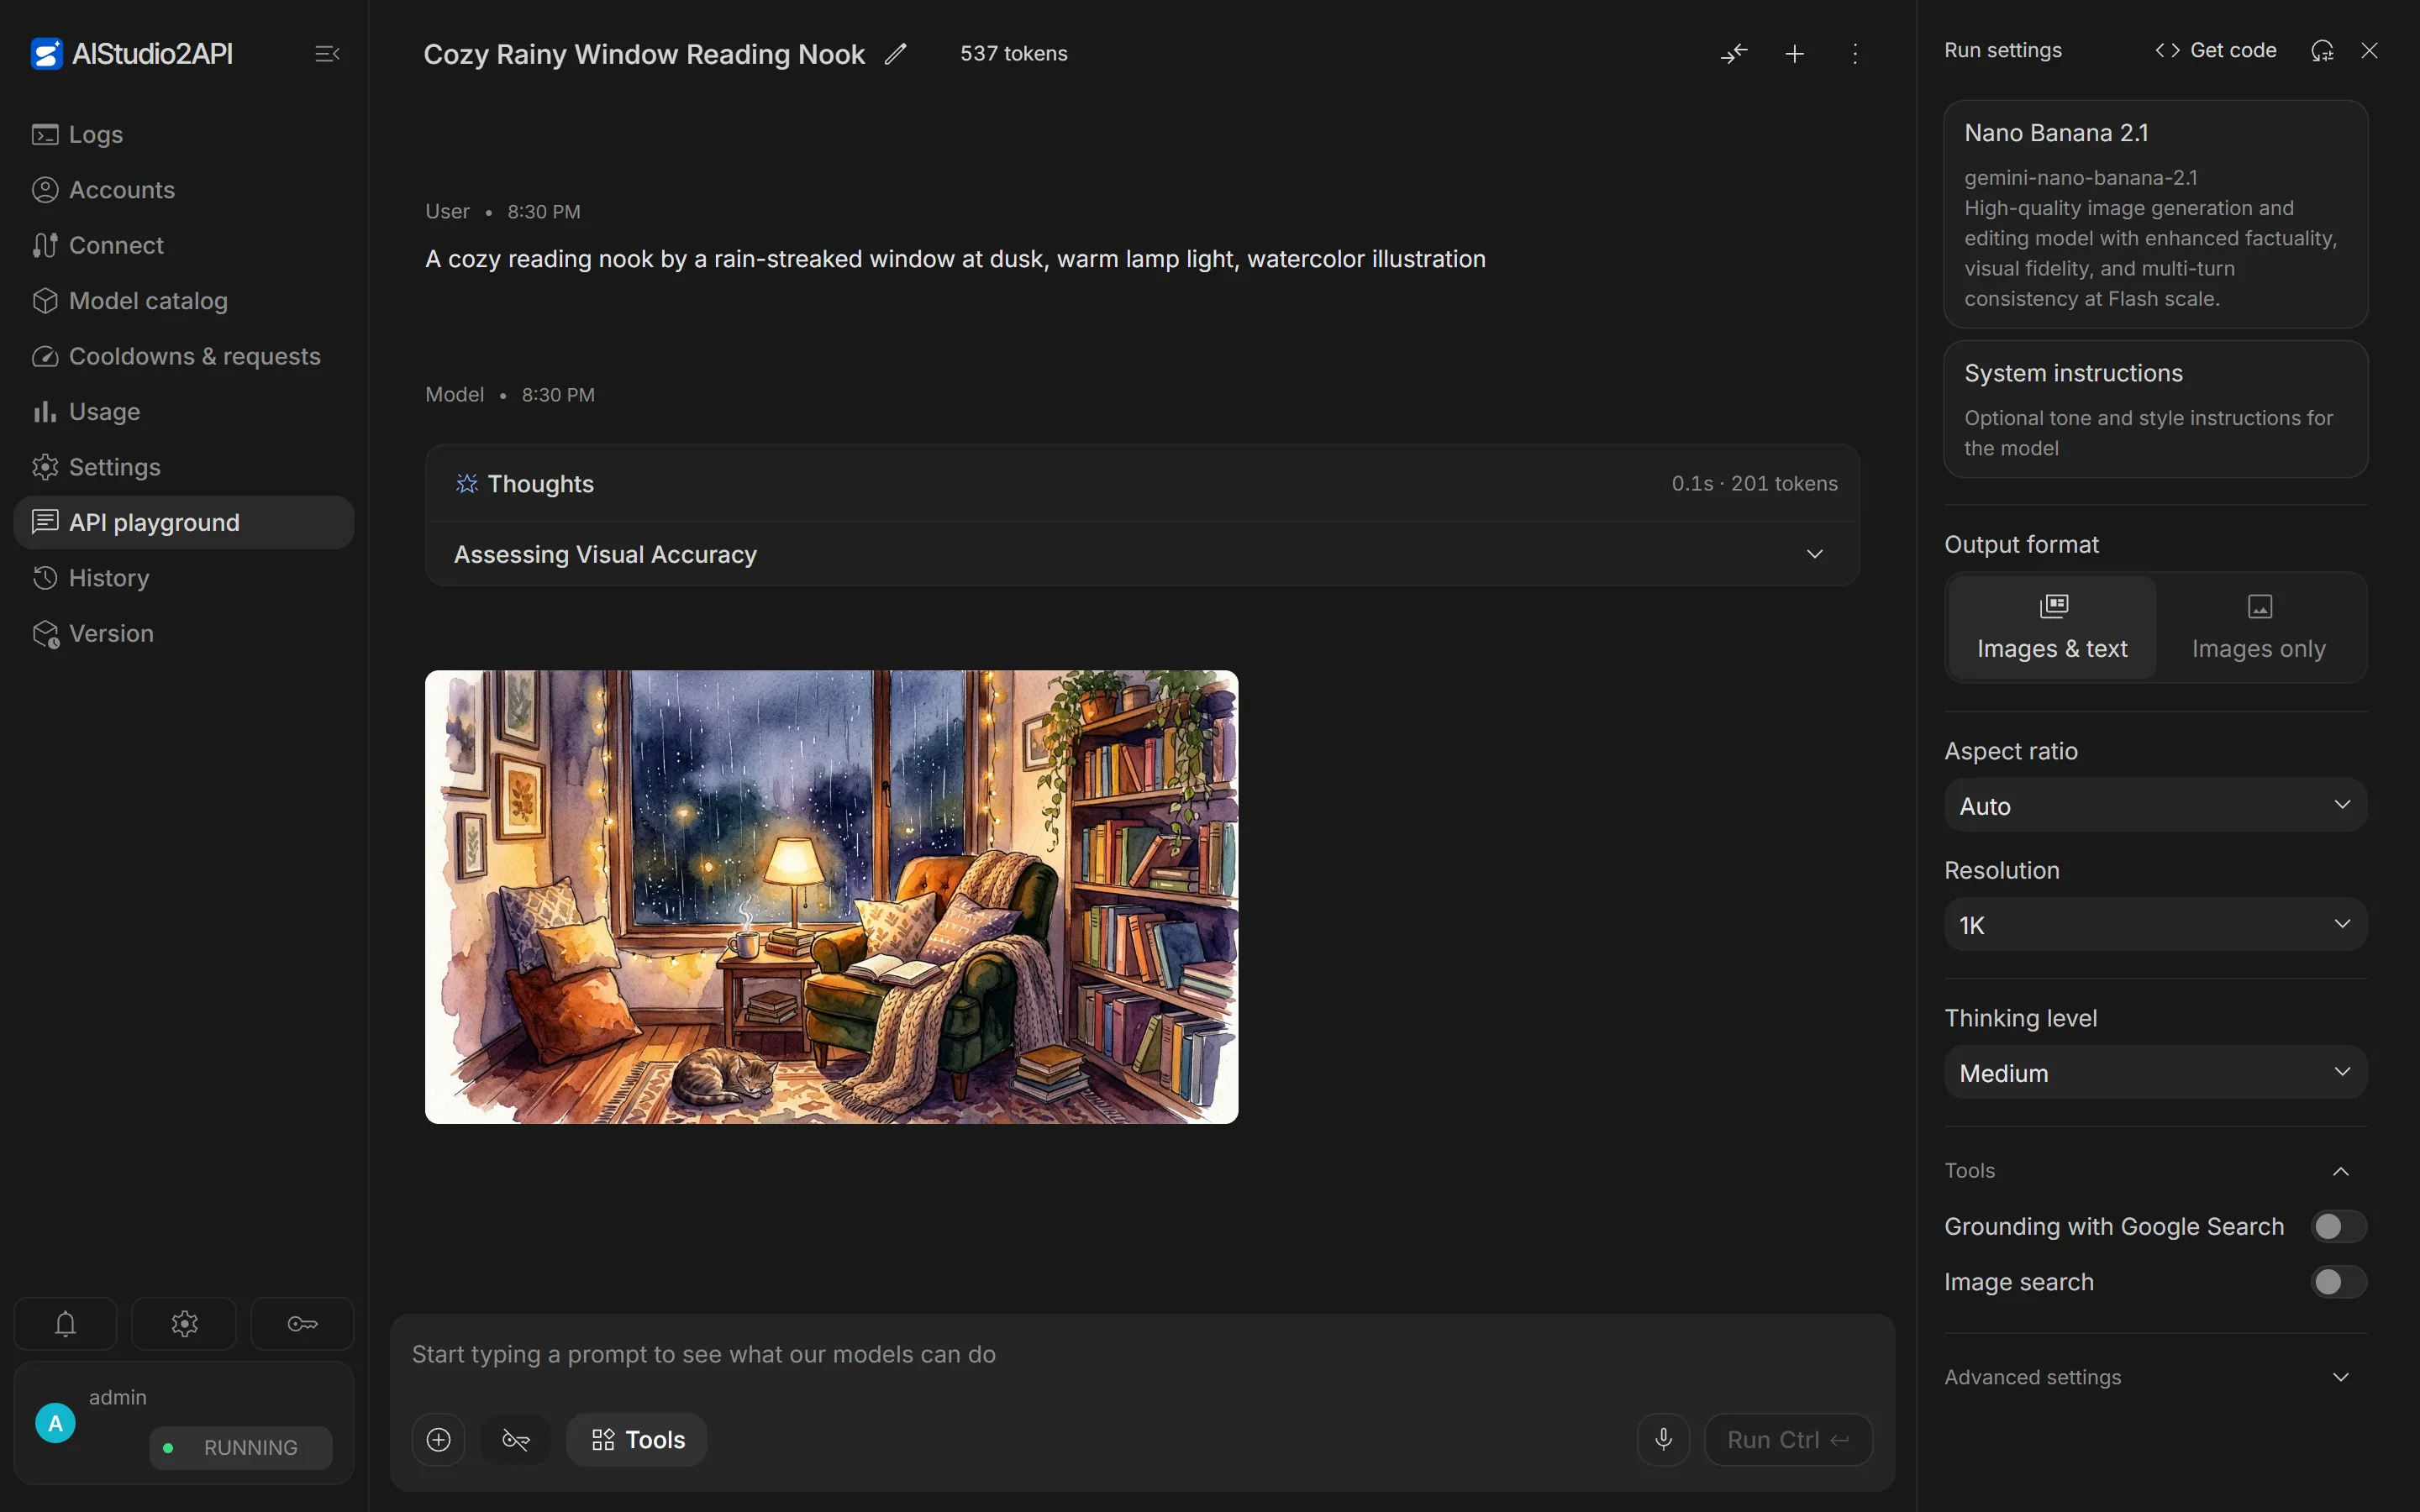 AIStudio2API
Logs
Accounts
Connect
Model catalog
Cooldowns & requests
Usage
Settings
API playground
History
Version
admin
A
RUNNING
Cozy Rainy Window Reading Nook
537 tokens
User • 8:30 PM
A cozy reading nook by a rain-streaked window at dusk, warm lamp light, watercolor illustration
Model • 8:30 PM
Thoughts
0.1s · 201 tokens
Assessing Visual Accuracy
Start typing a prompt to see what our models can do
Tools
Run Ctrl ↵
Run settings
<> Get code
Nano Banana 2.1
gemini-nano-banana-2.1
High-quality image generation and
editing model with enhanced factuality,
visual fidelity, and multi-turn
consistency at Flash scale.
System instructions
Optional tone and style instructions for
the model
Output format
Images & text
Images only
Aspect ratio
Auto
Resolution
1K
Thinking level
Medium
Tools
Grounding with Google Search
Image search
Advanced settings